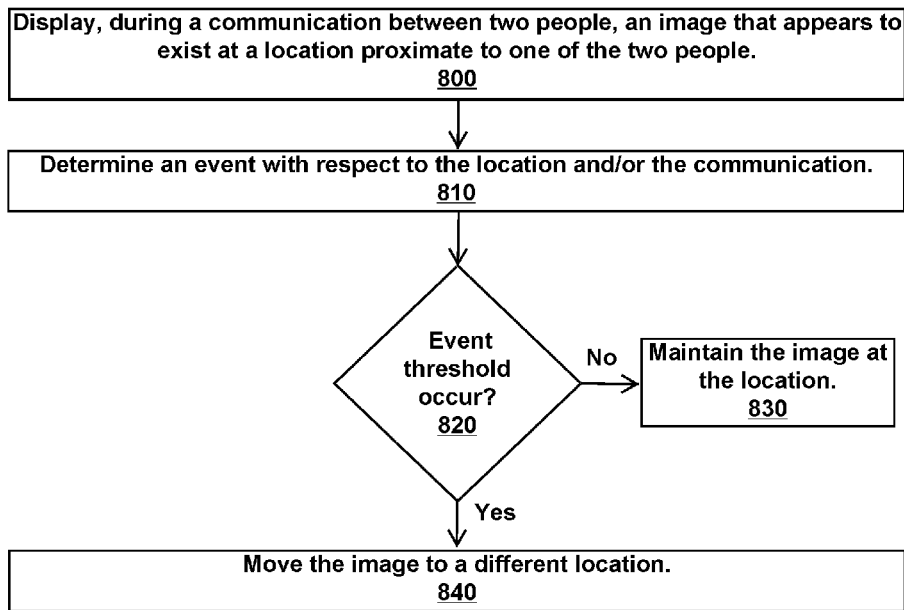 Display, during a communication between two people, an image that appears to
exist at a location proximate to one of the two people.
800
Determine an event with respect to the location and/or the communication.
810
Event
threshold
occur?
820
No
Maintain the image at
the location.
830
Yes
Move the image to a different location.
840